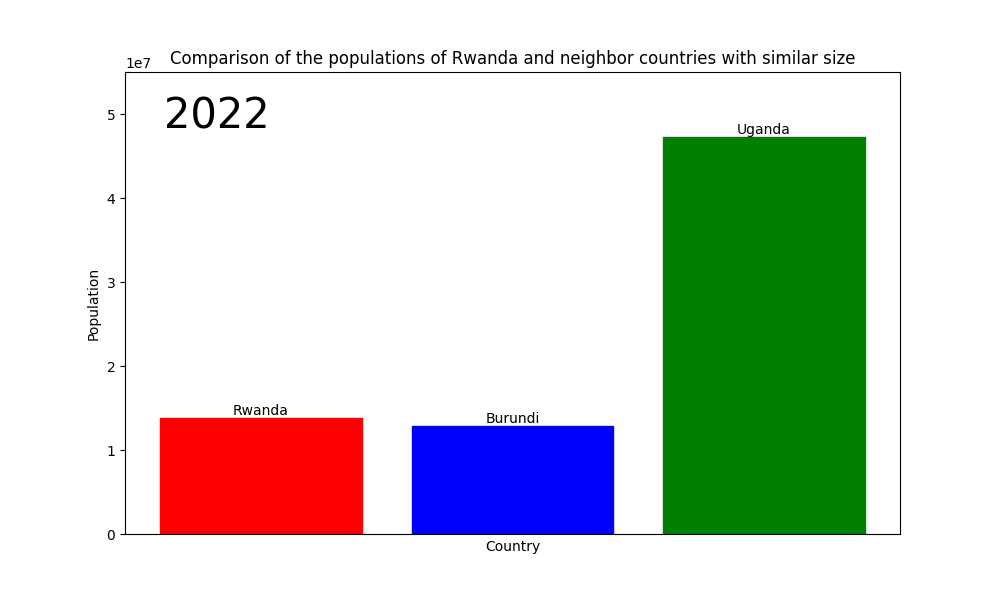 Comparison of the populations of Rwanda and neighbor countries with similar size
1e7
2022
5
4
3
2
1
0
Population
Rwanda
Burundi
Uganda
Country